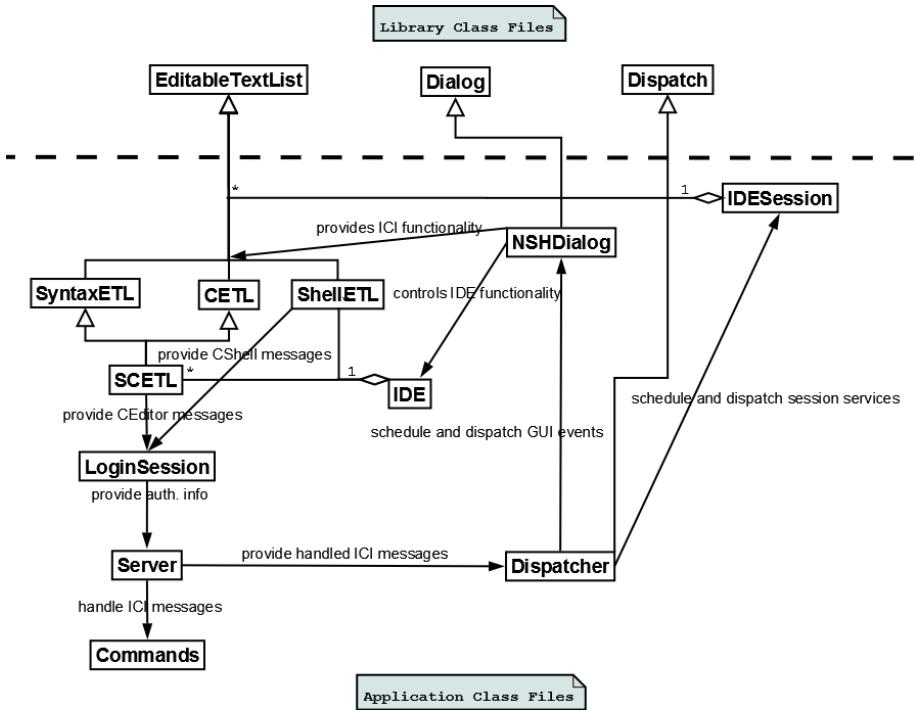 Library Class Files
EditableTextList
Dialog
Dispatch
*
1
IDESession
provides ICI functionality
NSHDialog
SyntaxETL
CETL
ShellETL
controls IDE functionality
provide CShell messages
SCETL
*
1
IDE
provide CEditor messages
schedule and dispatch session services
schedule and dispatch GUI events
LoginSession
provide auth. info
Server
provide handled ICI messages
Dispatcher
handle ICI messages
Commands
Application Class Files